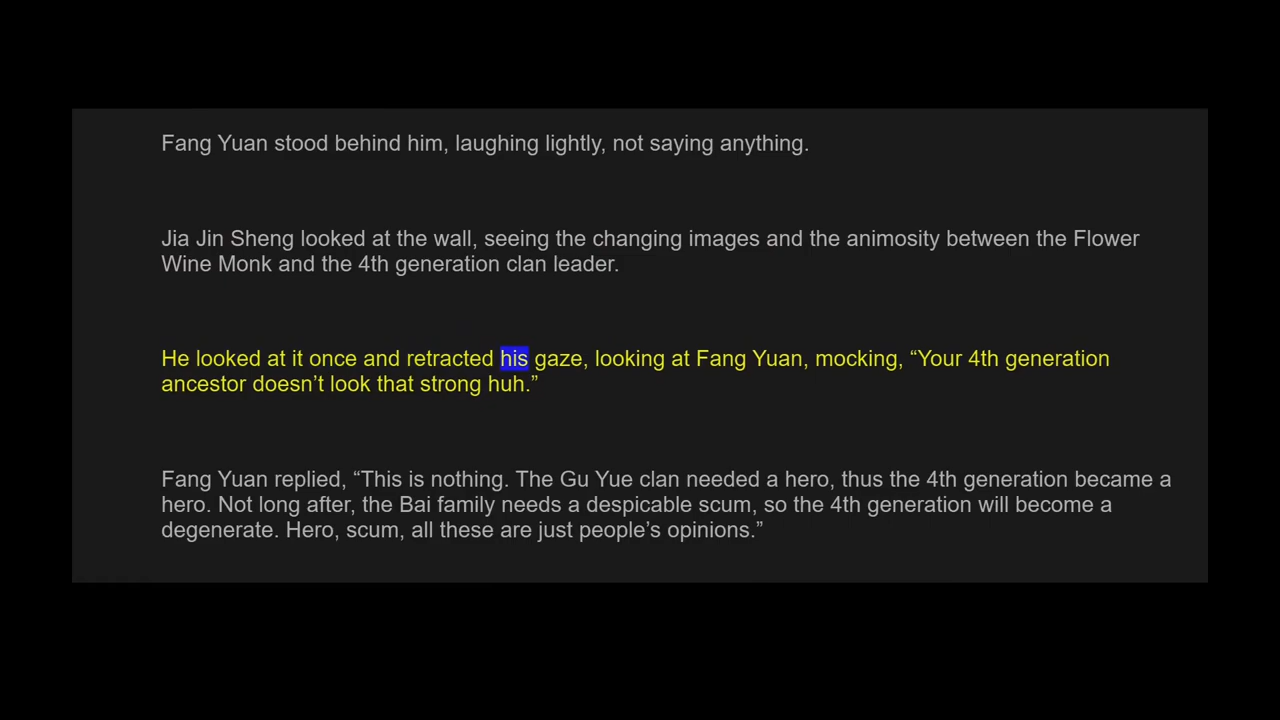 Fang Yuan stood behind him, laughing lightly, not saying anything.
Jia Jin Sheng looked at the wall, seeing the changing images and the animosity between the Flower
Wine Monk and the 4th generation clan leader.
He looked at it once and retracted his gaze, looking at Fang Yuan, mocking, “Your 4th generation
ancestor doesn’t look that strong huh.”
Fang Yuan replied, “This is nothing. The Gu Yue clan needed a hero, thus the 4th generation became a
hero. Not long after, the Bai family needs a despicable scum, so the 4th generation will become a
degenerate. Hero, scum, all these are just people’s opinions.”